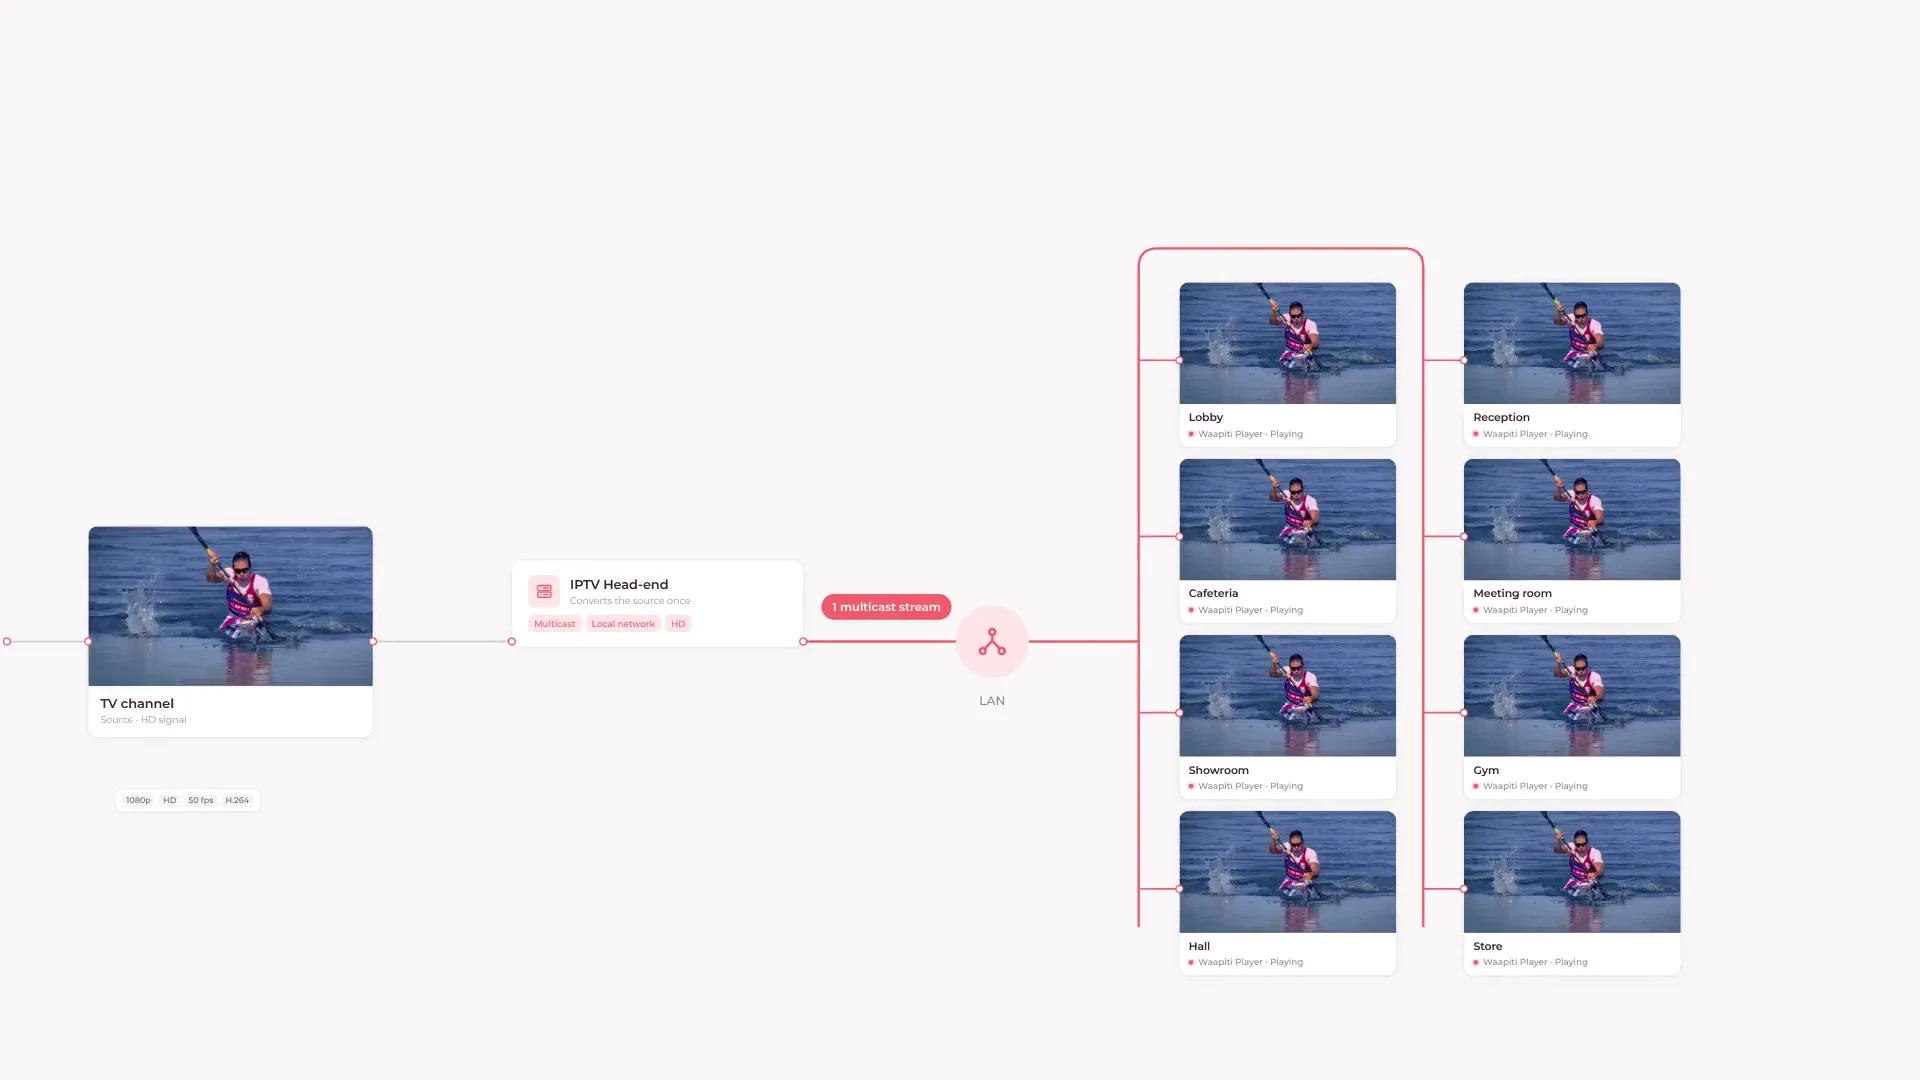 TV channel
Source · HD signal
1080p HD 50 fps H.264
IPTV Head-end
Converts the source once
Multicast Local network HD
1 multicast stream
LAN
Lobby
Waapiti Player · Playing
Reception
Waapiti Player · Playing
Cafeteria
Waapiti Player · Playing
Meeting room
Waapiti Player · Playing
Showroom
Waapiti Player · Playing
Gym
Waapiti Player · Playing
Hall
Waapiti Player · Playing
Store
Waapiti Player · Playing